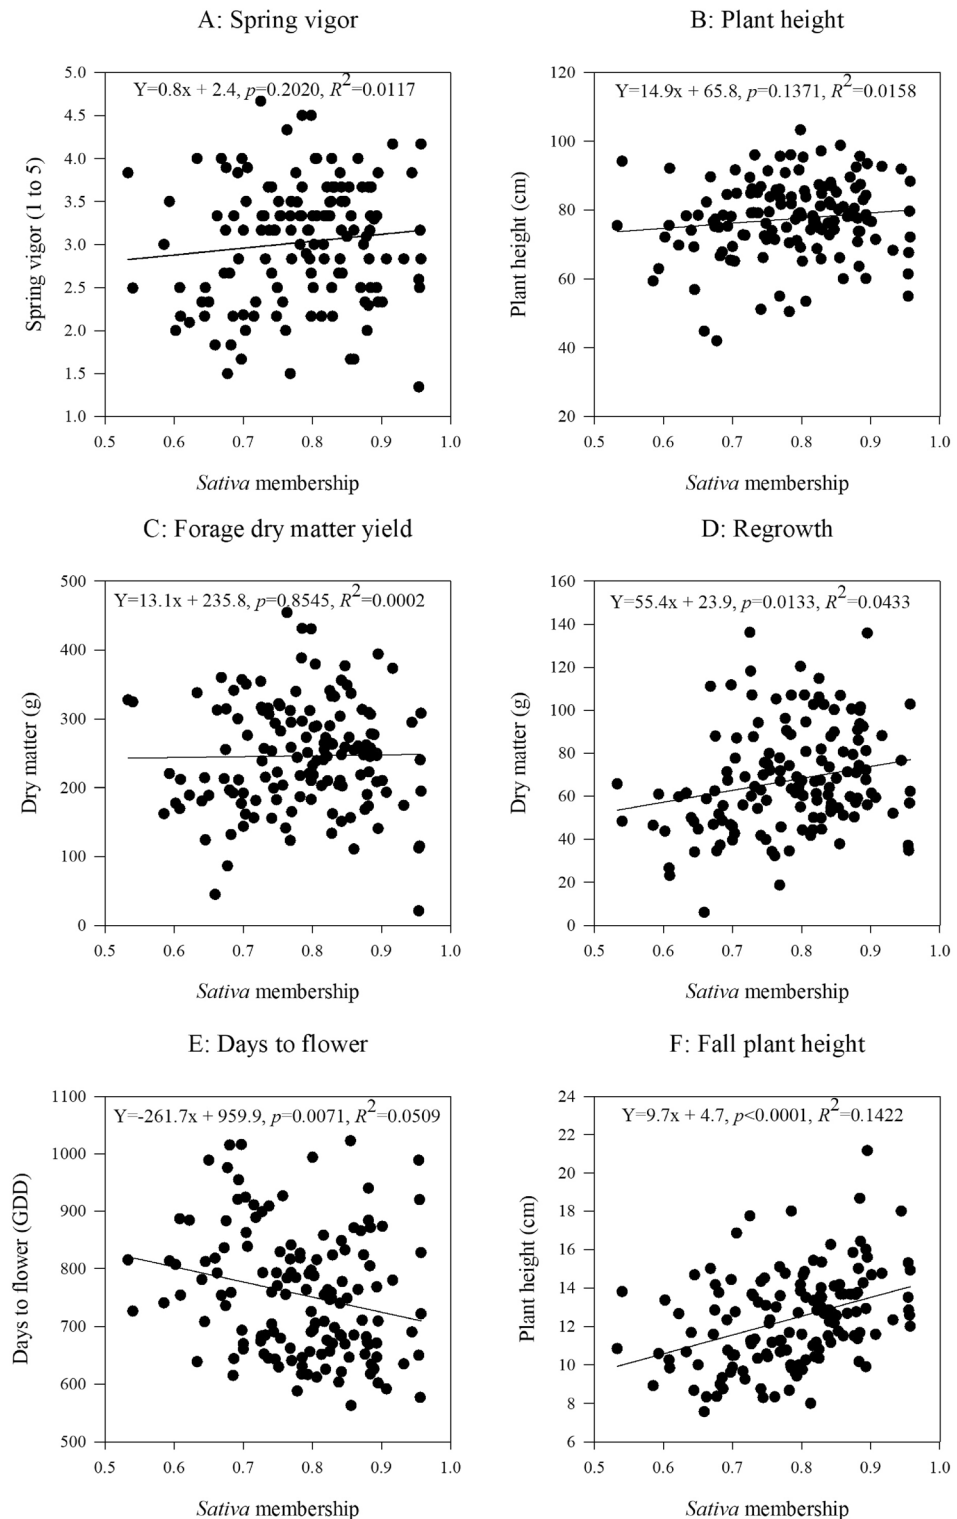 A: Spring vigor
B: Plant height
Y=0.8x + 2.4, p=0.2020, R2=0.0117
Y=14.9x + 65.8, p=0.1371, R2=0.0158
Spring vigor (1 to 5)
5.0
4.5
4.0
3.5
3.0
2.5
2.0
1.5
1.0
0.5 0.6 0.7 0.8 0.9 1.0
Sativa membership
Plant height (cm)
120
100
80
60
40
20
0.5 0.6 0.7 0.8 0.9 1.0
Sativa membership
C: Forage dry matter yield
D: Regrowth
Y=13.1x + 235.8, p=0.8545, R2=0.0002
Y=55.4x + 23.9, p=0.0133, R2=0.0433
Dry matter (g)
500
400
300
200
100
0
0.5 0.6 0.7 0.8 0.9 1.0
Sativa membership
Dry matter (g)
160
140
120
100
80
60
40
20
0
0.5 0.6 0.7 0.8 0.9 1.0
Sativa membership
E: Days to flower
F: Fall plant height
Y=-261.7x + 959.9, p=0.0071, R2=0.0509
Y=9.7x + 4.7, p<0.0001, R2=0.1422
Days to flower (GDD)
1100
1000
900
800
700
600
500
0.5 0.6 0.7 0.8 0.9 1.0
Sativa membership
Plant height (cm)
24
22
20
18
16
14
12
10
8
6
0.5 0.6 0.7 0.8 0.9 1.0
Sativa membership